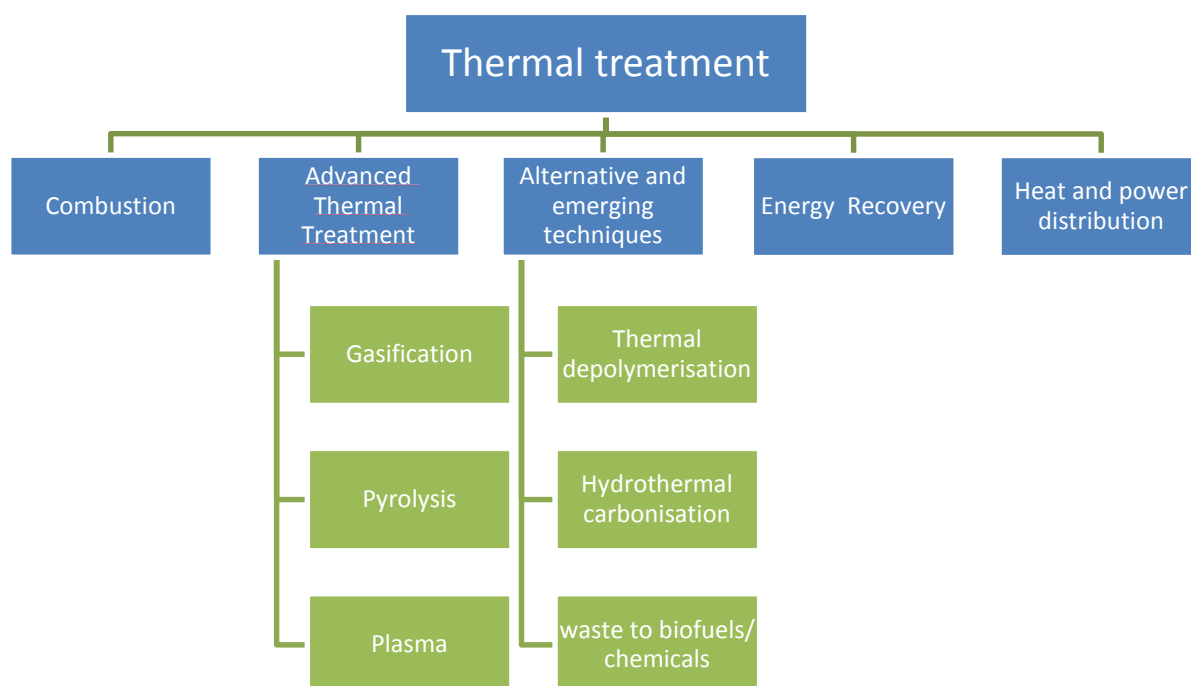 Thermal treatment
Combustion
Advanced
Thermal
Treatment
Alternative and
emerging
techniques
Energy  Recovery
Heat and power
distribution
Gasification
Pyrolysis
Plasma
Thermal
depolymerisation
Hydrothermal
carbonisation
waste to biofuels/
chemicals